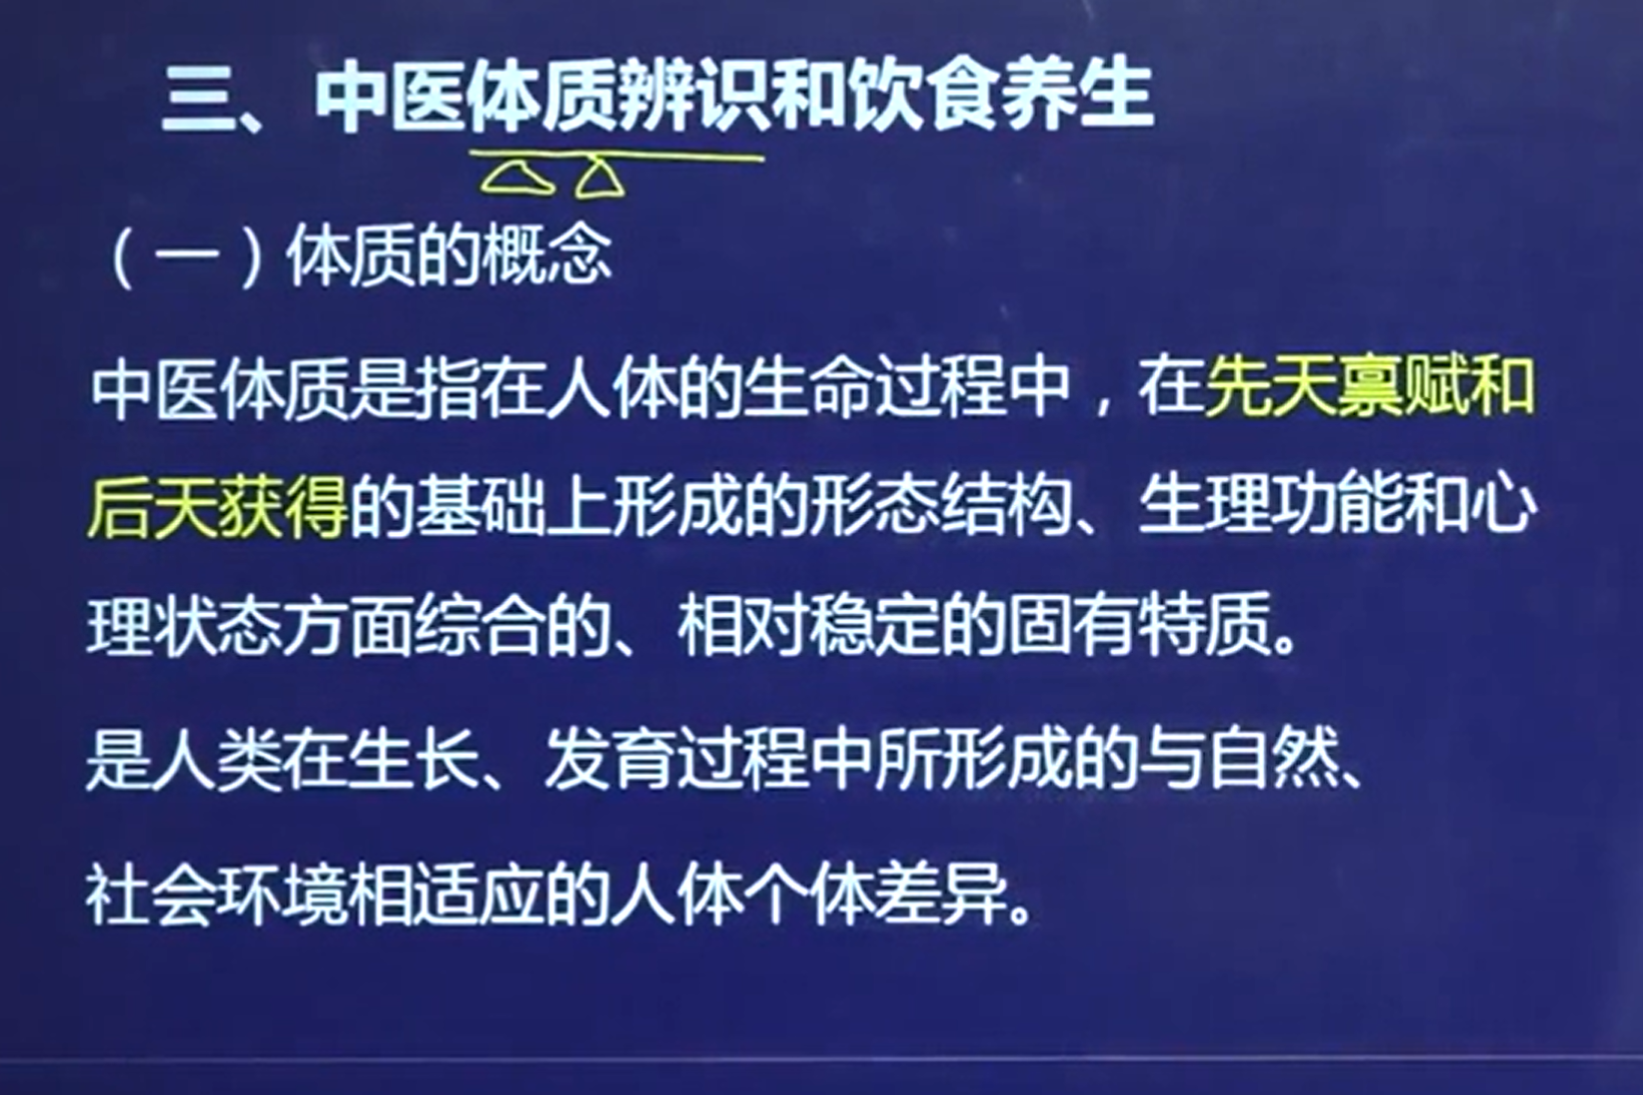 三、中医体质辨识和饮食养生
（一）体质的概念
中医体质是指在人体的生命过程中，在先天禀赋和
后天获得的基础上形成的形态结构、生理功能和心
理状态方面综合的、相对稳定的固有特质。
是人类在生长、发育过程中所形成的与自然、
社会环境相适应的人体个体差异。